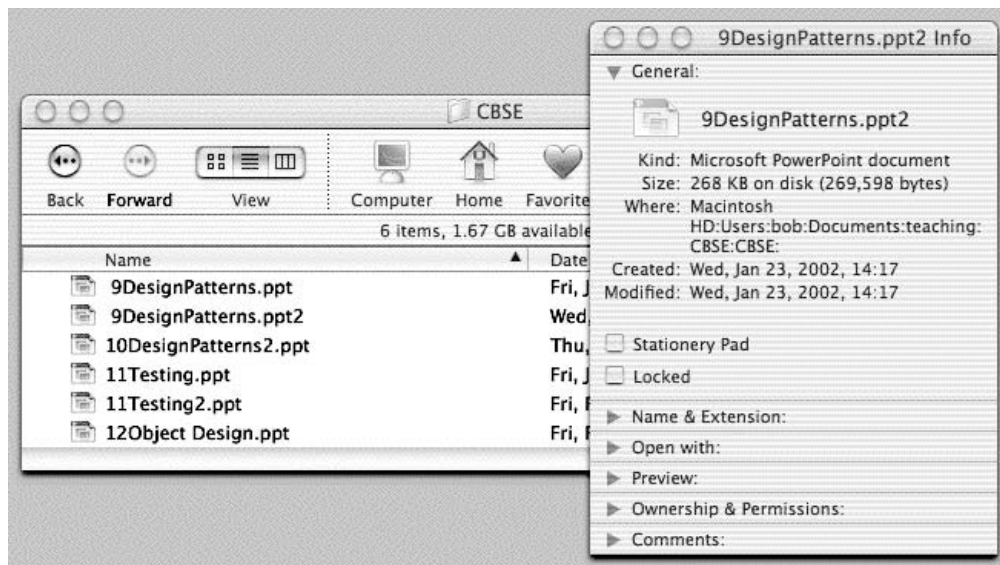 CBSE
Back Forward View Computer Home Favorite
6 items, 1.67 GB available
Name Date
9DesignPatterns.ppt Fri, J
9DesignPatterns.ppt2 Wed,
10DesignPatterns2.ppt Thu,
11Testing.ppt Fri, J
11Testing2.ppt Fri, F
12Object Design.ppt Fri, F
9DesignPatterns.ppt2 Info
General:
9DesignPatterns.ppt2
Kind: Microsoft PowerPoint document
Size: 268 KB on disk (269,598 bytes)
Where: Macintosh
HD:Users:bob:Documents:teaching:
CBSE:CBSE:
Created: Wed, Jan 23, 2002, 14:17
Modified: Wed, Jan 23, 2002, 14:17
Stationery Pad
Locked
Name & Extension:
Open with:
Preview:
Ownership & Permissions:
Comments: